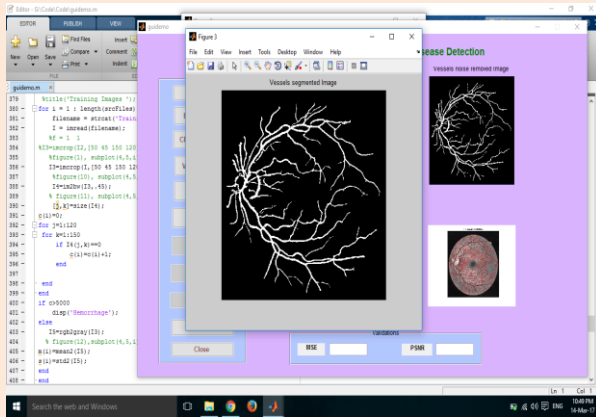 Editor - G:\Code\Code\guidemo.m
EDITOR
PUBLISH
VIEW
New
Open
Save
Find Files
Compare
Print
Insert
Comment
Indent
FILE
guidemo.m
379 %title('Training Images ');
380 - for i = 1 : length(srcFiles)
381 - filename = strcat('Train
382 - I = imread(filename);
383 %f = 1 1
384 %I3=imcrop(I2,[50 45 150 120
385 %figure(1), subplot(4,5,i
386 - I3=imcrop(I,[50 45 150 12
387 %figure(10), subplot(4,5
388 - I4=im2bw(I3,.45);
389 % figure(11), subplot(4,5
390 - [j,k]=size(I4);
391 - c(i)=0;
392 - for j=1:120
393 - for k=1:150
394 - if I4(j,k)==0
395 - c(i)=c(i)+1;
396 - end
397
398 - end
399 - end
400 - if c>5000
401 - disp('Hemorrhage');
402 - else
403 - I5=rgb2gray(I3);
404 % figure(12),subplot(4,5,i
405 - m(i)=mean2(I5);
406 - s(i)=std2(I5);
407 - end
408 - end
guidemo
Figure 3
File Edit View Insert Tools Desktop Window Help
Vessels segmented Image
ease Detection
Vessels noise removed Image
Close
Validations
MSE
PSNR
Ln 1 Col 1
Search the web and Windows
ENG
10:48 PM
14-Mar-17